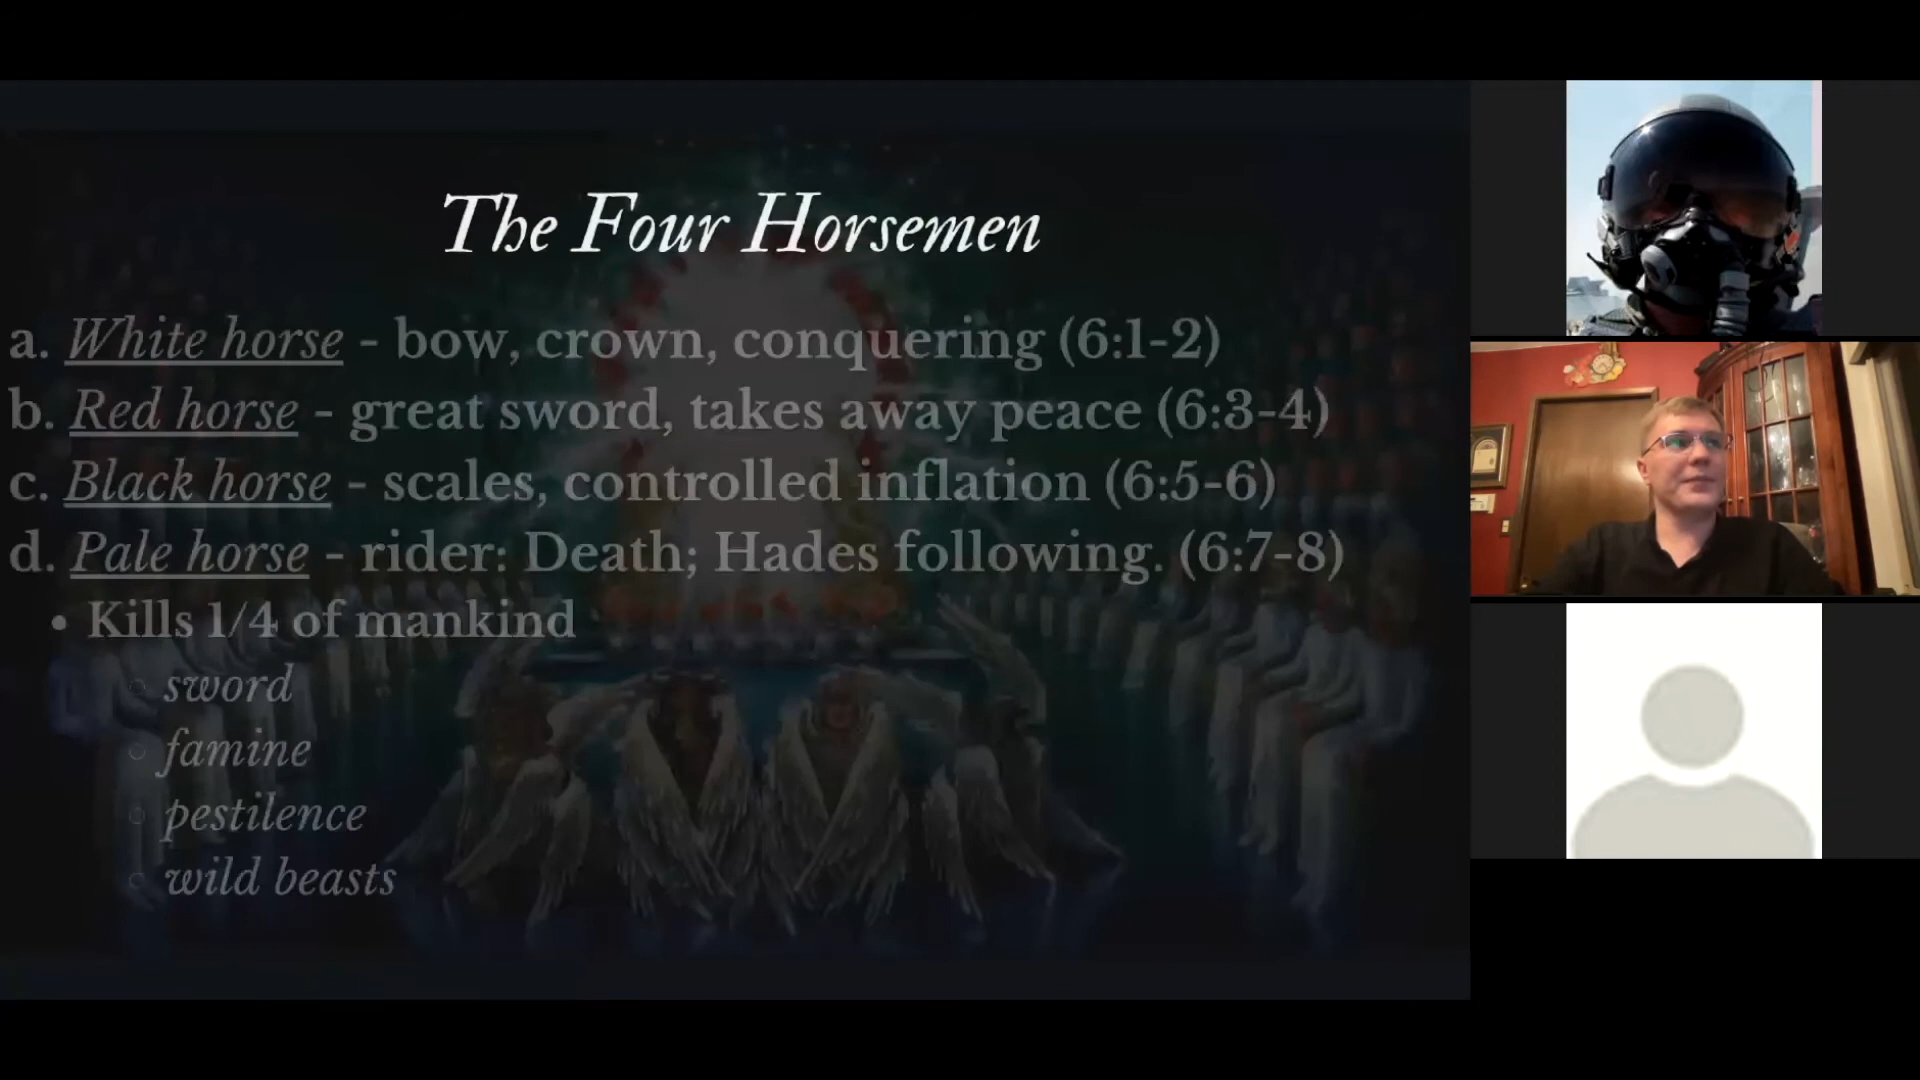 The Four Horsemen
a. White horse - bow, crown, conquering (6:1-2)
b. Red horse - great sword, takes away peace (6:3-4)
c. Black horse - scales, controlled inflation (6:5-6)
d. Pale horse - rider: Death; Hades following. (6:7-8)
• Kills 1/4 of mankind
○ sword
○ famine
○ pestilence
○ wild beasts